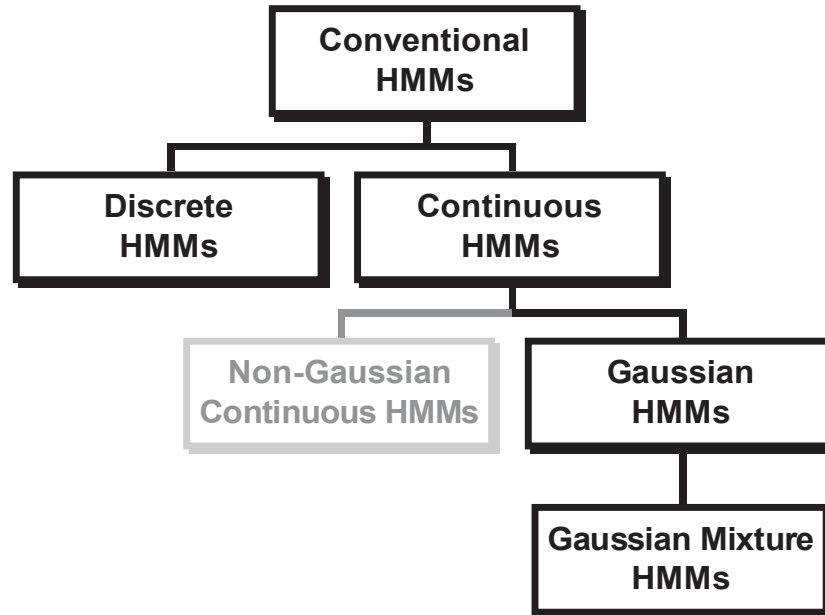 Conventional
HMMs
Discrete
HMMs
Continuous
HMMs
Non-Gaussian
Continuous HMMs
Gaussian
HMMs
Gaussian Mixture
HMMs